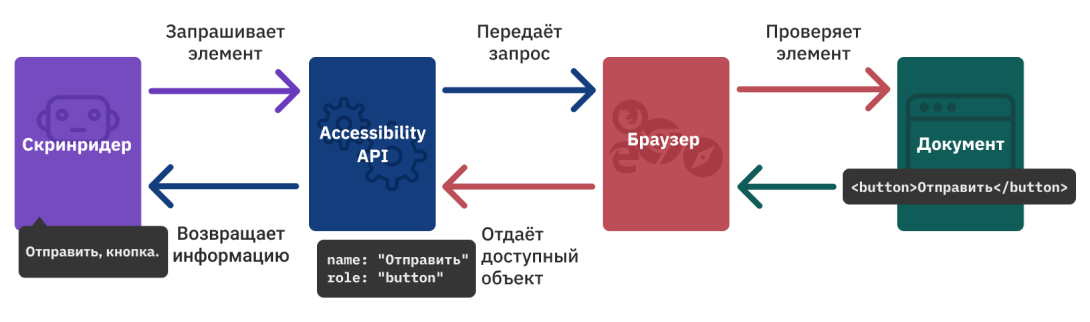 Запрашивает
элемент
Передаёт
запрос
Проверяет
элемент
Скринридер
Accessibility
API
Браузер
Документ
<button>Отправить</button>
Отправить, кнопка.
Возвращает
информацию
name: "Отправить"
role: "button"
Отдаёт
доступный
объект